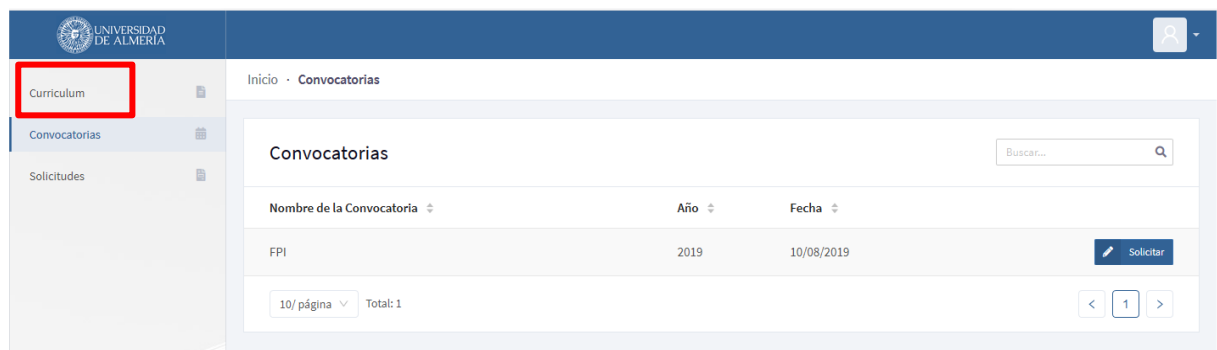 UNIVERSIDAD
DE ALMERÍA
Curriculum
Convocatorias
Solicitudes
Inicio · Convocatorias
Convocatorias
Buscar...
Nombre de la Convocatoria Año Fecha
FPI 2019 10/08/2019 Solicitar
10/ página Total: 1 < 1 >